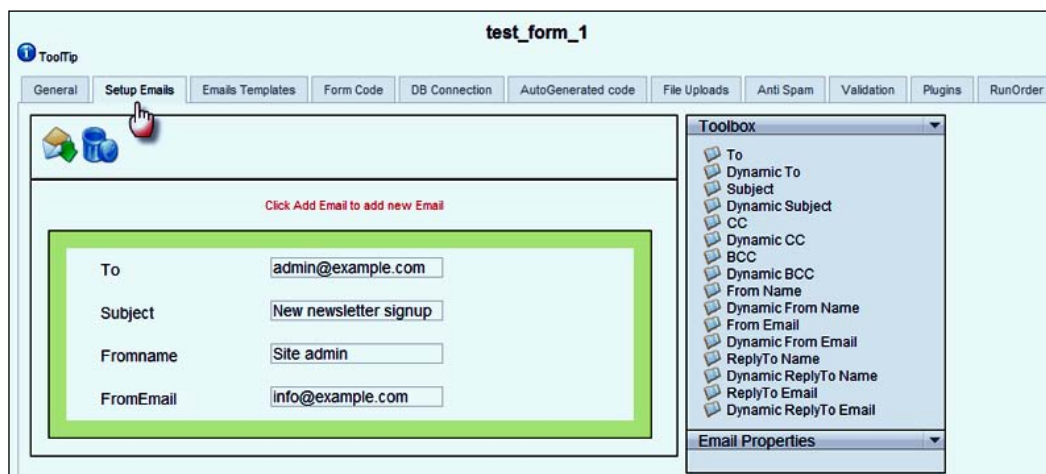 test_form_1
ToolTip
General Setup Emails Emails Templates Form Code DB Connection AutoGenerated code File Uploads Anti Spam Validation Plugins RunOrder
Click Add Email to add new Email
To admin@example.com
Subject New newsletter signup
Fromname Site admin
FromEmail info@example.com
Toolbox
To
Dynamic To
Subject
Dynamic Subject
CC
Dynamic CC
BCC
Dynamic BCC
From Name
Dynamic From Name
From Email
Dynamic From Email
ReplyTo Name
Dynamic ReplyTo Name
ReplyTo Email
Dynamic ReplyTo Email
Email Properties